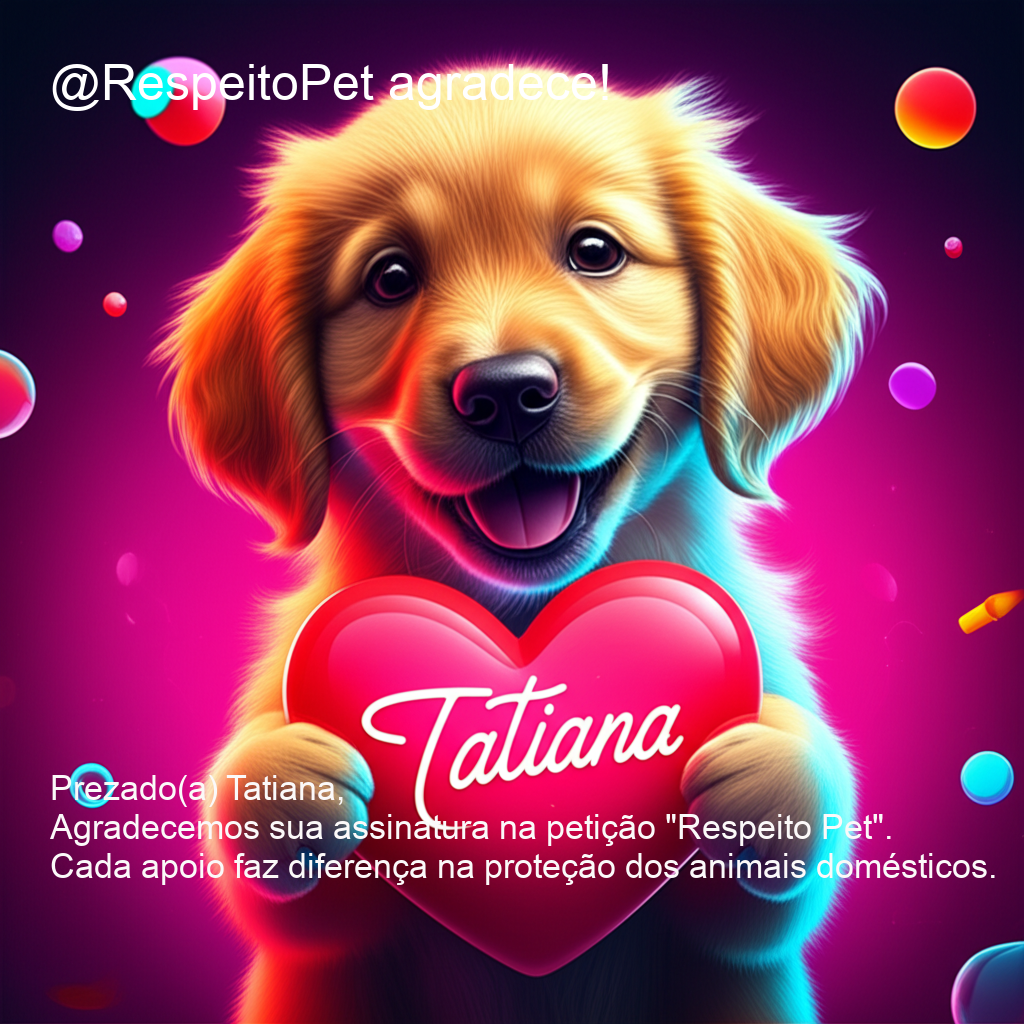 @RespeitoPet agradece!
Tatiana
Prezado(a) Tatiana,
Agradecemos sua assinatura na petição "Respeito Pet".
Cada apoio faz diferença na proteção dos animais domésticos.